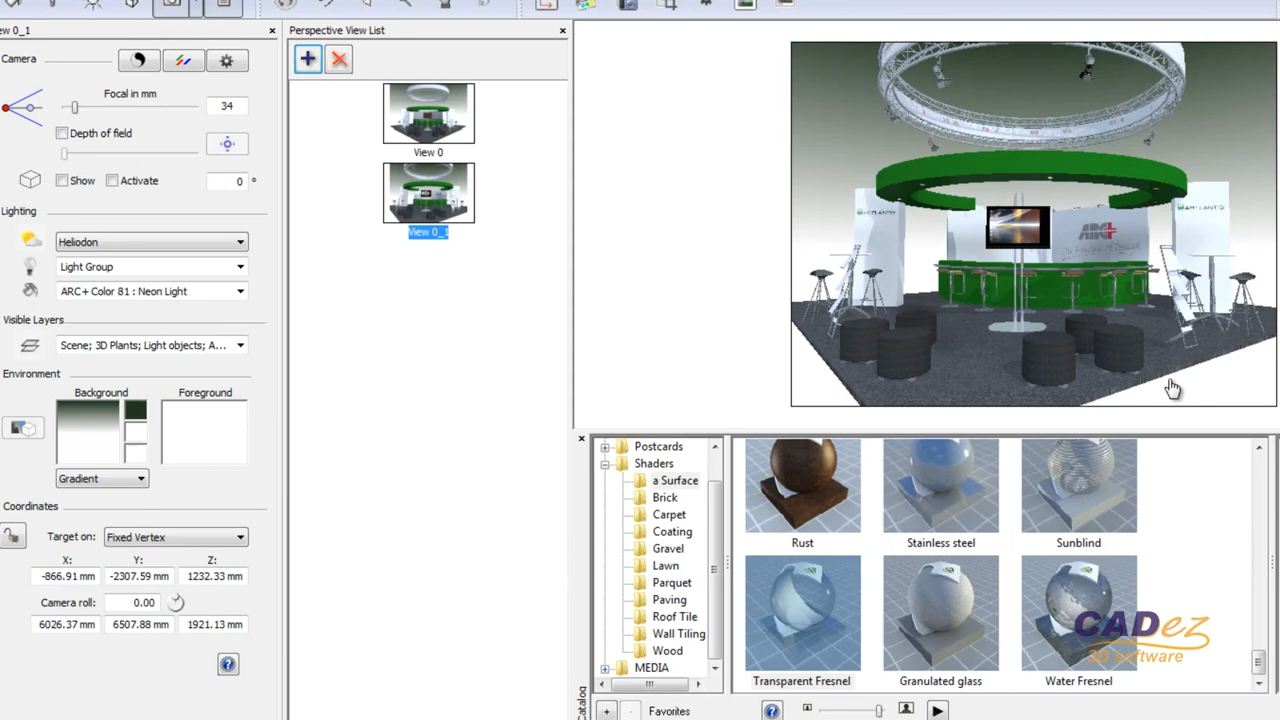 ew 0_1
Camera
Focal in mm
34
Depth of field
Show
Activate
0 °
Lighting
Heliodon
Light Group
ARC+ Color 81 : Neon Light
Visible Layers
Scene; 3D Plants; Light objects; A...
Environment
Background
Foreground
Gradient
Coordinates
Target on:
Fixed Vertex
X:
Y:
Z:
-866.91 mm
-2307.59 mm
1232.33 mm
Camera roll:
0.00
6026.37 mm
6507.88 mm
1921.13 mm
Perspective View List
View 0
View 0_1
ARTLANTIS
ARC+
ARTLANTIS
Postcards
Shaders
a Surface
Brick
Carpet
Coating
Gravel
Lawn
Parquet
Paving
Roof Tile
Wall Tiling
Wood
MEDIA
Catalog
Favorites
Rust
Stainless steel
Sunblind
Transparent Fresnel
Granulated glass
Water Fresnel
CADez
3D software